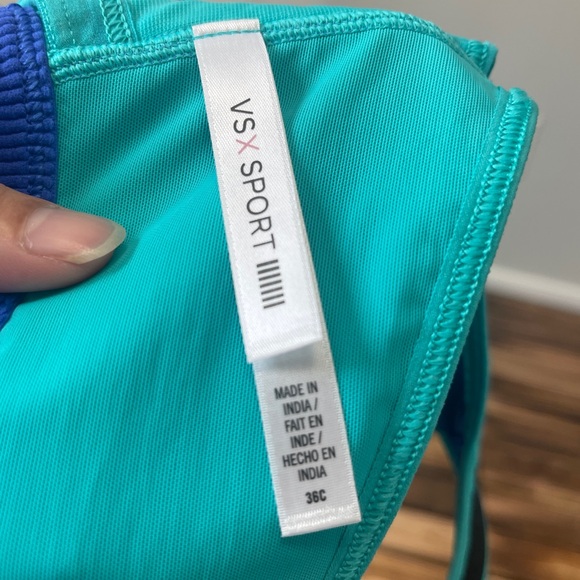 VSX SPORT
MADE IN
INDIA /
FAIT EN
INDE /
HECHO EN
INDIA
36C